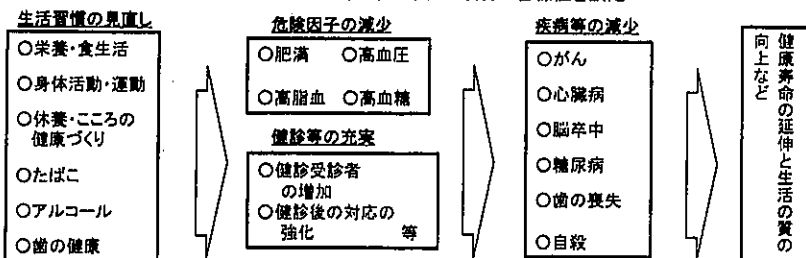 生活習慣の見直し
○栄養・食生活
○身体活動・運動
○休養・こころの
健康づくり
○たばこ
○アルコール
○歯の健康
危険因子の減少
○肥満 ○高血圧
○高脂血 ○高血糖
健診等の充実
○健診受診者
の増加
○健診後の対応の
強化 等
疾病等の減少
○がん
○心臓病
○脳卒中
○糖尿病
○歯の喪失
○自殺
健康寿命の延伸と生活の質の
向上など